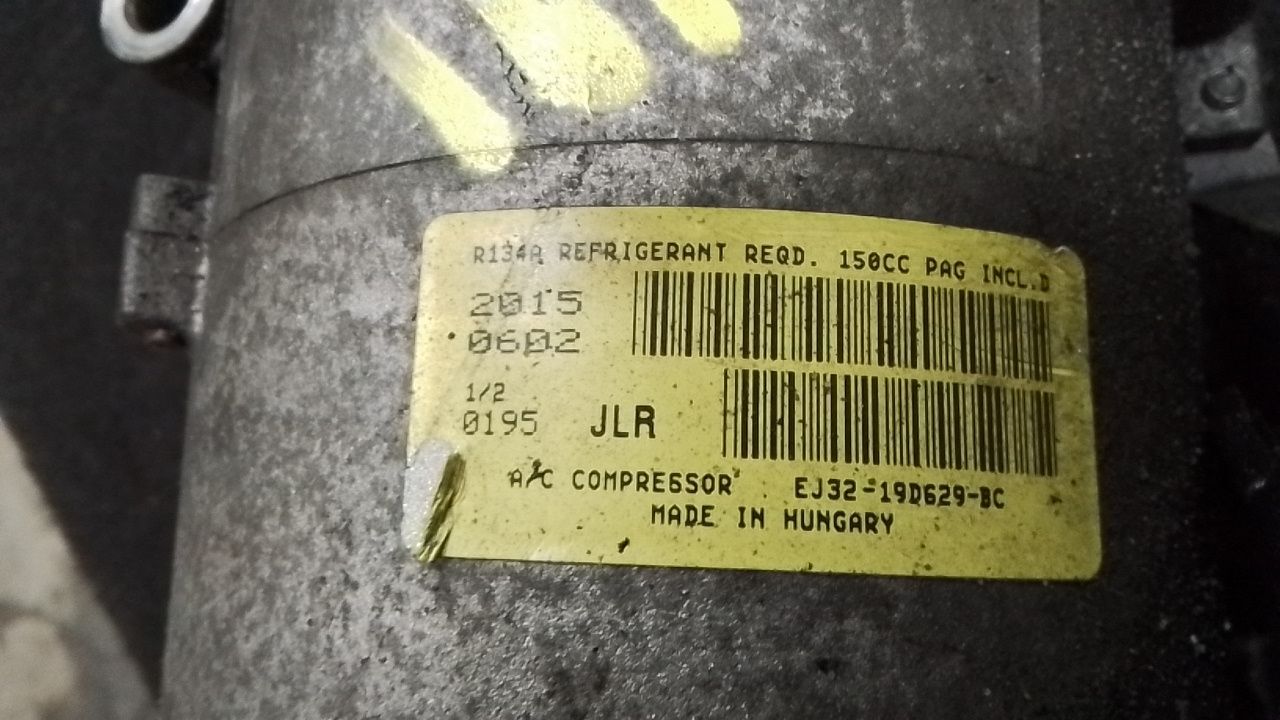 R134A REFRIGERANT REQD. 150CC PAG INCL.D
2015
0602
1/2
0195 JLR
A/C COMPRESSOR . EJ32-19D629-BC
MADE IN HUNGARY